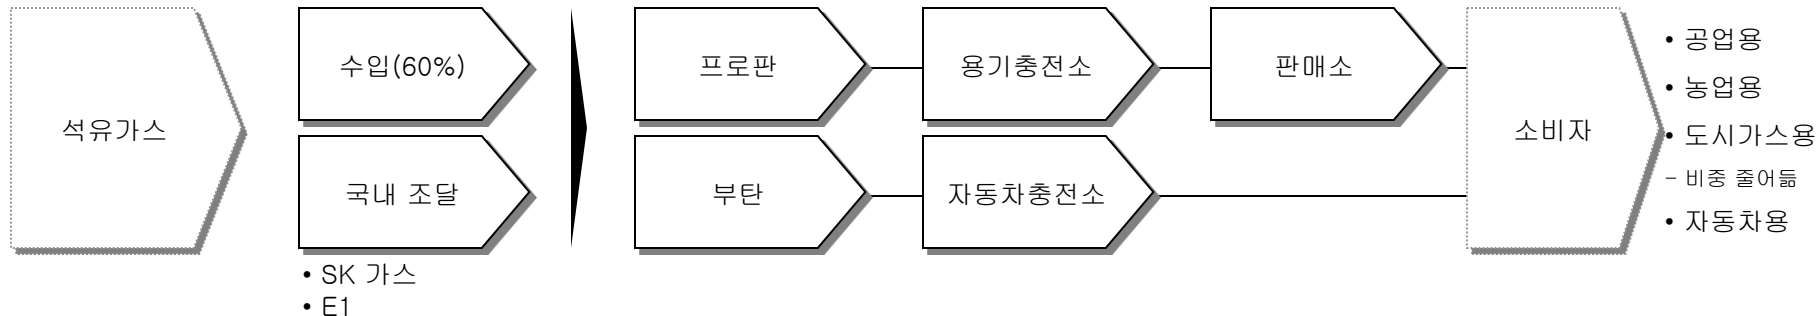 석유가스
수입(60%)
국내 조달
• SK 가스
• E1
프로판
용기충전소
판매소
부탄
자동차충전소
소비자
• 공업용
• 농업용
• 도시가스용
- 비중 줄어듦
• 자동차용